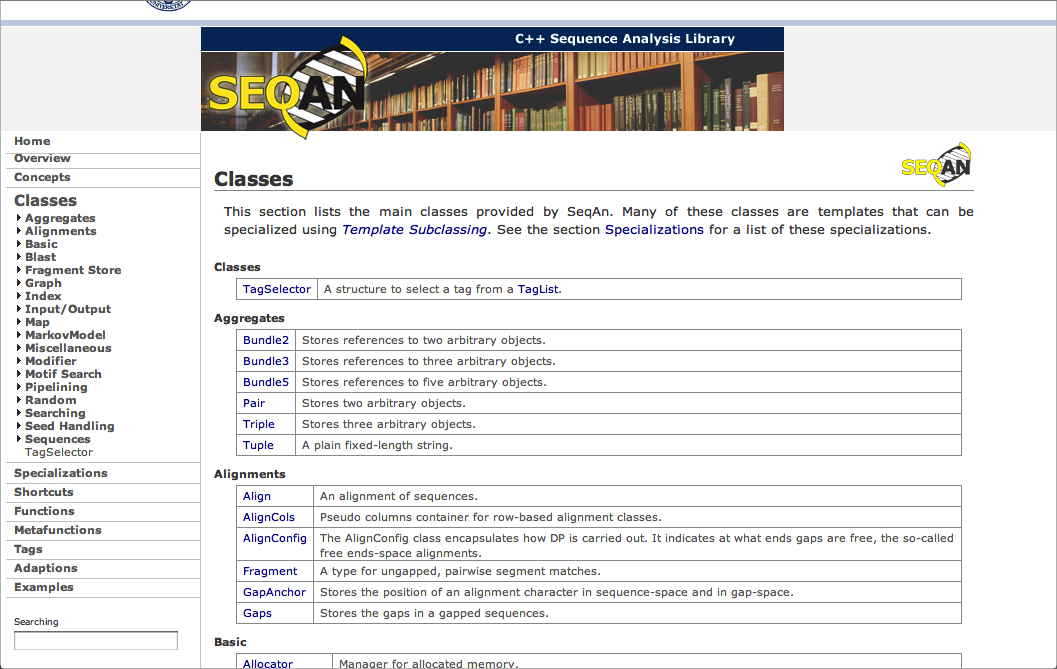 UNIVERSITÄT
C++ Sequence Analysis Library
SEQAN
Home
Overview
Concepts
Classes
Aggregates
Alignments
Basic
Blast
Fragment Store
Graph
Index
Input/Output
Map
MarkovModel
Miscellaneous
Modifier
Motif Search
Pipelining
Random
Searching
Seed Handling
Sequences
TagSelector
Specializations
Shortcuts
Functions
Metafunctions
Tags
Adaptions
Examples
Searching
SEQAN
Classes
This section lists the main classes provided by SeqAn. Many of these classes are templates that can be
specialized using Template Subclassing. See the section Specializations for a list of these specializations.
Classes
TagSelector A structure to select a tag from a TagList.
Aggregates
Bundle2 Stores references to two arbitrary objects.
Bundle3 Stores references to three arbitrary objects.
Bundle5 Stores references to five arbitrary objects.
Pair Stores two arbitrary objects.
Triple Stores three arbitrary objects.
Tuple A plain fixed-length string.
Alignments
Align An alignment of sequences.
AlignCols Pseudo columns container for row-based alignment classes.
AlignConfig The AlignConfig class encapsulates how DP is carried out. It indicates at what ends gaps are free, the so-called
free ends-space alignments.
Fragment A type for ungapped, pairwise segment matches.
GapAnchor Stores the position of an alignment character in sequence-space and in gap-space.
Gaps Stores the gaps in a gapped sequences.
Basic
Allocator Manager for allocated memory.